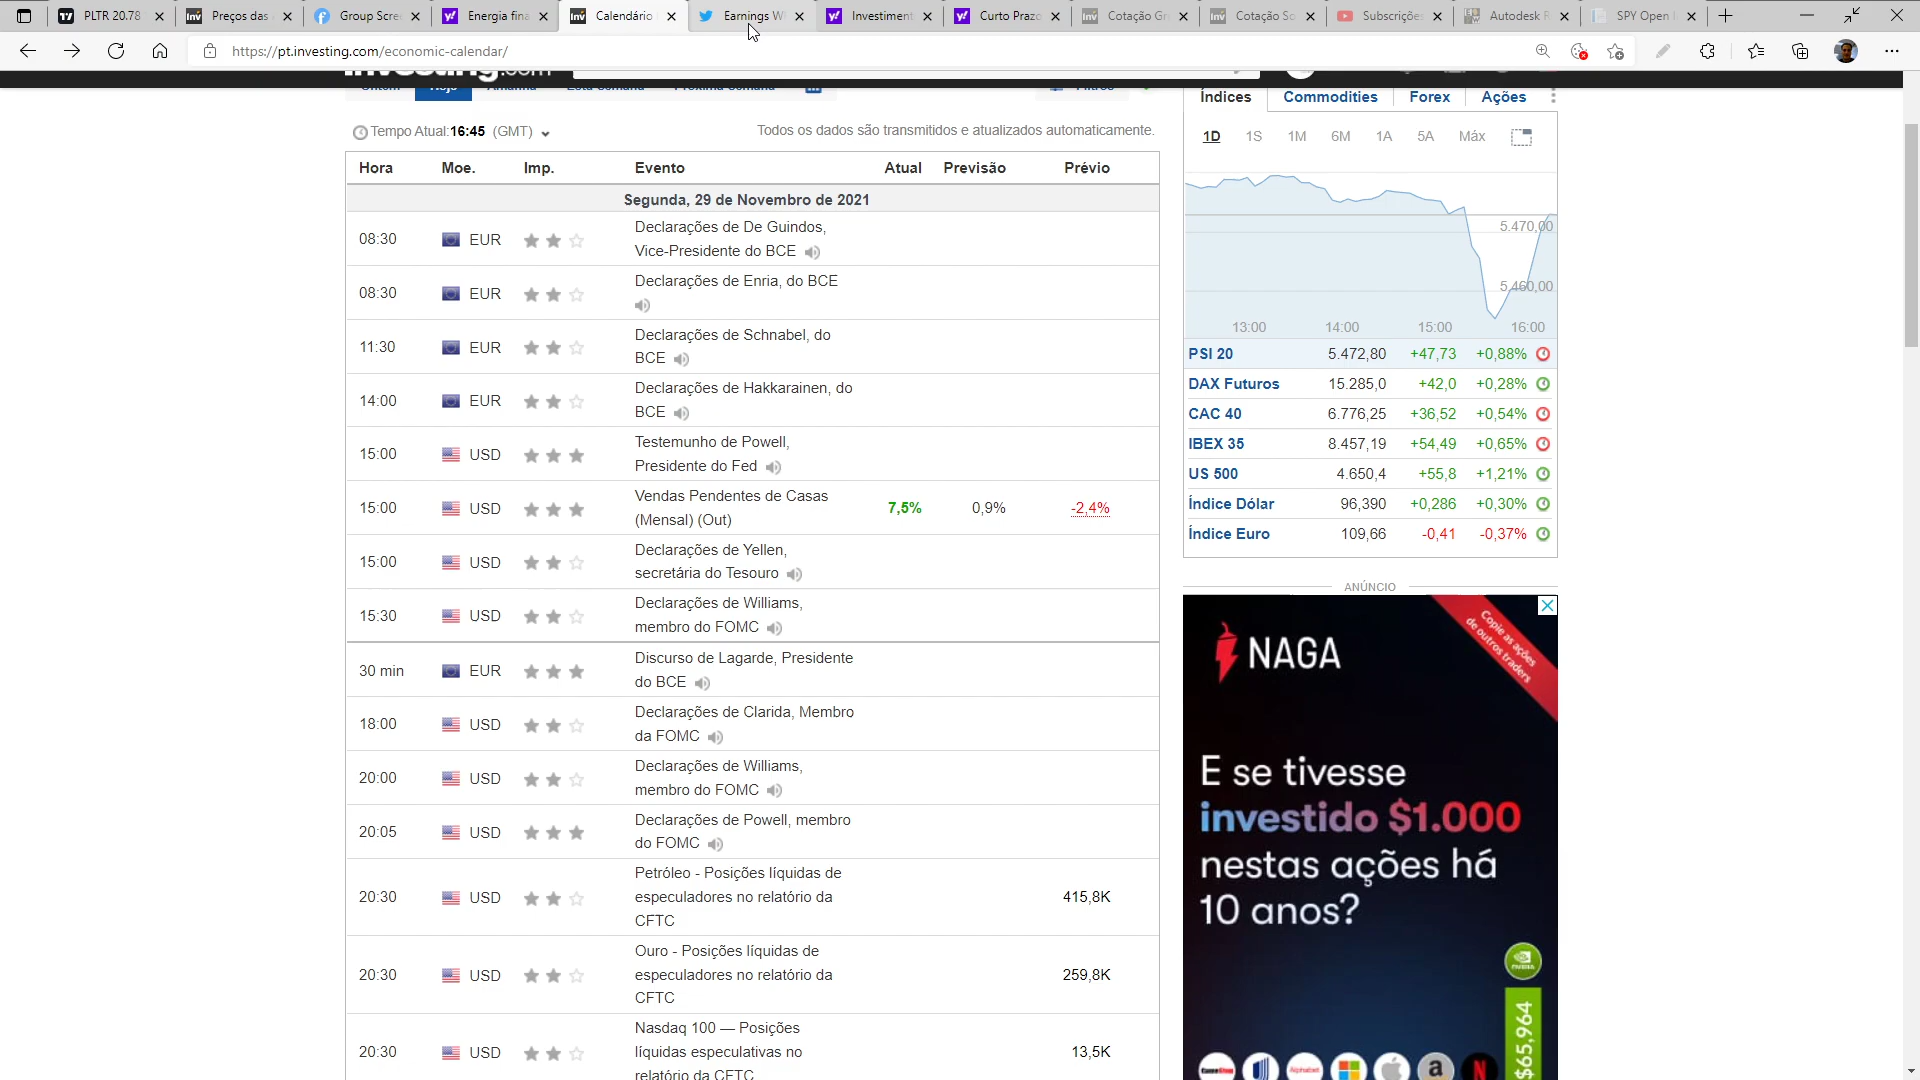 PLTR 20.78
Preços das
Group Scre
Energia fina
Calendário
Earnings W
Investiment
Curto Prazo
Cotação Gr
Cotação So
Subscriçõe
Autodesk R
SPY Open
https://pt.investing.com/economic-calendar/
Investing.com
Ontem
Hoje
Amanhã
Esta Semana
Próxima Semana
Filtros
Tempo Atual:16:45 (GMT)
Todos os dados são transmitidos e atualizados automaticamente.
Hora Moe. Imp. Evento Atual Previsão Prévio
Segunda, 29 de Novembro de 2021
08:30 EUR Declarações de De Guindos,
Vice-Presidente do BCE
08:30 EUR Declarações de Enria, do BCE
11:30 EUR Declarações de Schnabel, do
BCE
14:00 EUR Declarações de Hakkarainen, do
BCE
15:00 USD Testemunho de Powell,
Presidente do Fed
15:00 USD Vendas Pendentes de Casas
(Mensal) (Out) 7,5% 0,9% -2,4%
15:00 USD Declarações de Yellen,
secretária do Tesouro
15:30 USD Declarações de Williams,
membro do FOMC
30 min EUR Discurso de Lagarde, Presidente
do BCE
18:00 USD Declarações de Clarida, Membro
da FOMC
20:00 USD Declarações de Williams,
membro do FOMC
20:05 USD Declarações de Powell, membro
do FOMC
Petróleo - Posições líquidas de
20:30 USD especuladores no relatório da 415,8K
CFTC
Ouro - Posições líquidas de
20:30 USD especuladores no relatório da 259,8K
CFTC
Nasdaq 100 — Posições
20:30 USD líquidas especulativas no 13,5K
relatório da CFTC
Índices Commodities Forex Ações
1D 1S 1M 6M 1A 5A Máx
5.470,00
5.460,00
13:00 14:00 15:00 16:00
PSI 20 5.472,80 +47,73 +0,88%
DAX Futuros 15.285,0 +42,0 +0,28%
CAC 40 6.776,25 +36,52 +0,54%
IBEX 35 8.457,19 +54,49 +0,65%
US 500 4.650,4 +55,8 +1,21%
Índice Dólar 96,390 +0,286 +0,30%
Índice Euro 109,66 -0,41 -0,37%
ANÚNCIO
Copie as ações
de outros traders
NAGA
E se tivesse
investido $1.000
nestas ações há
10 anos?
NVIDIA
$65,964
GameStop
Alphabet